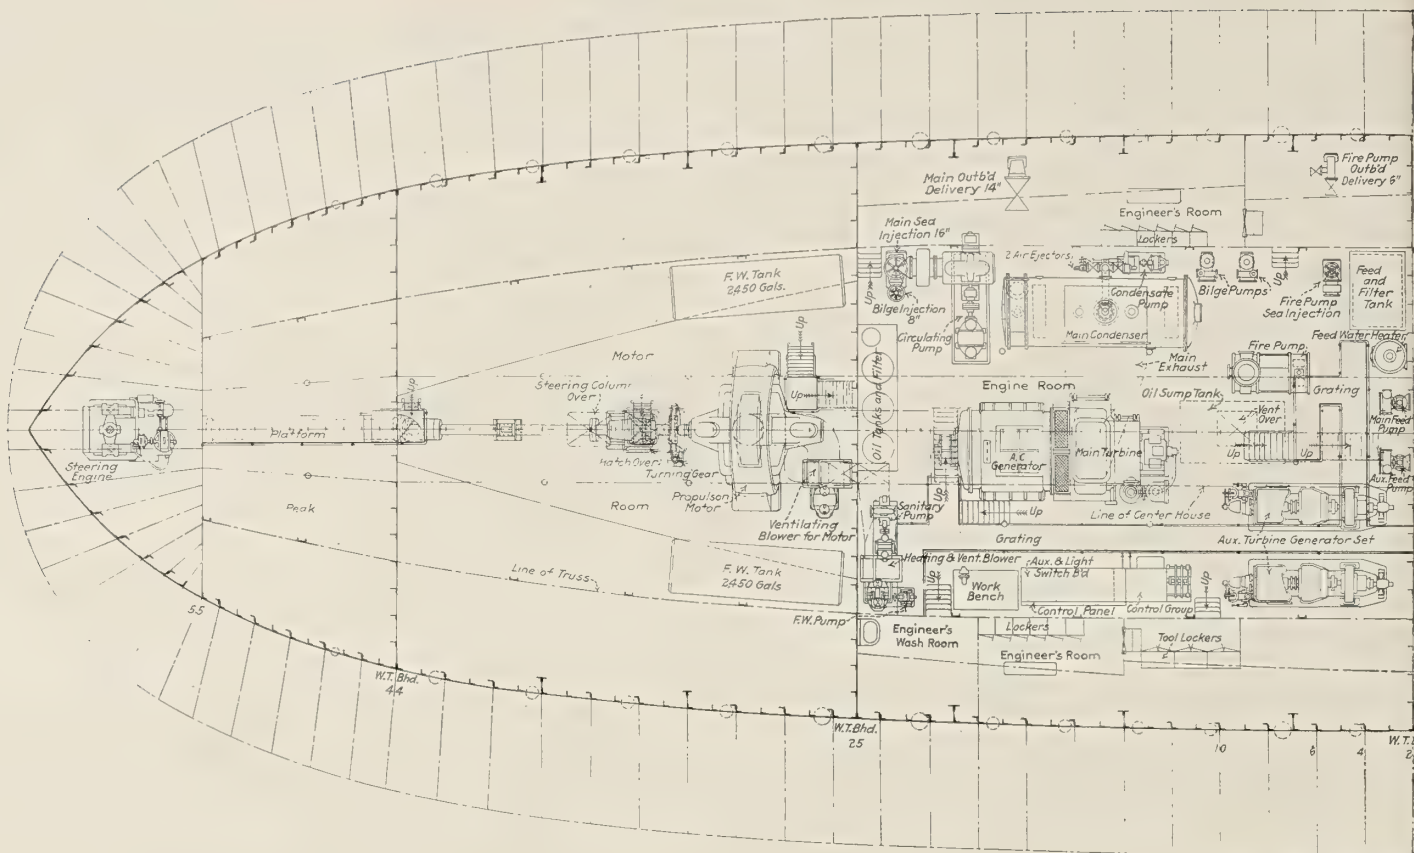 Main Outb'd
Delivery 14"
Fire Pump
Outb'd
Delivery 6"
Engineer's Room
Lockers
Main Sea
Injection 16"
2 Air Ejectors
F.W. Tank
2450 Gals.
Up
Bilge Injection
8"
Condensate
Pump
Bilge Pumps
Up
Fire Pump
Sea Injection
Feed
and
Filter
Tank
Circulating
Pump
Main Condenser
Feed Water Heater
Up
Motor
Oil Tanks and Filter
Main
Exhaust
Fire Pump
Engine Room
Steering Column
Over
Up
Up
Oil Sump Tank
Grating
Vent
Over
Main Feed
Pump
Platform
Hatch Over
Turning Gear
A.C.
Generator
Main Turbine
Up
Up
Steering
Engine
Up
Aux. Feed
Pump
Propulson
Motor
Peak
Room
Sanitary
Pump
Up
Line of Center House
Ventilating
Blower for Motor
Grating
Aux. Turbine Generator Set
Heating & Vent. Blower
Aux. & Light
Switch B'd
Line of Truss
F. W. Tank
2450 Gals.
Up
Work
Bench
Up
Control Panel
Control Group
55
F.W. Pump
Engineer's
Wash Room
Lockers
Tool Lockers
Engineer's Room
W.T. Bhd.
44
W.T. Bhd.
25
10
6
4
W.T.
2